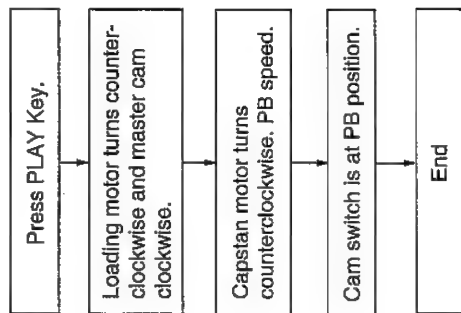 Press PLAY Key.
Loading motor turns counter-
clockwise and master cam
clockwise.
Capstan motor turns
counterclockwise. PB speed.
Cam switch is at PB position.
End